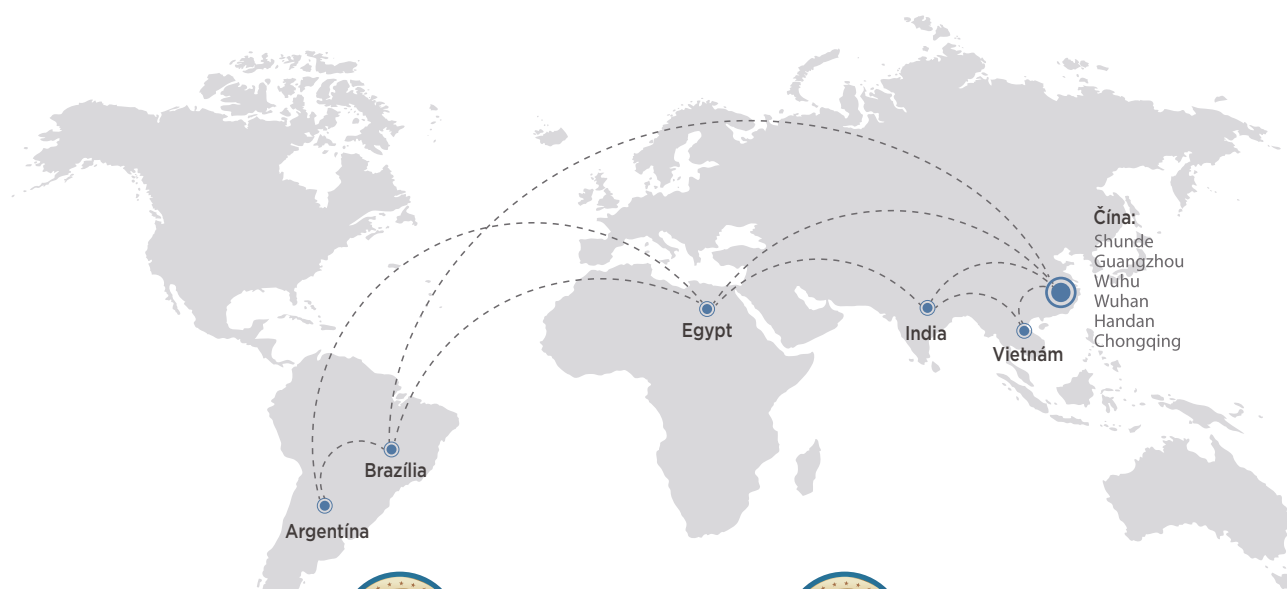 Čína:
Shunde
Guangzhou
Wuhu
Wuhan
Handan
Chongqing
Egypt
India
Vietnám
Brazília
Argentína